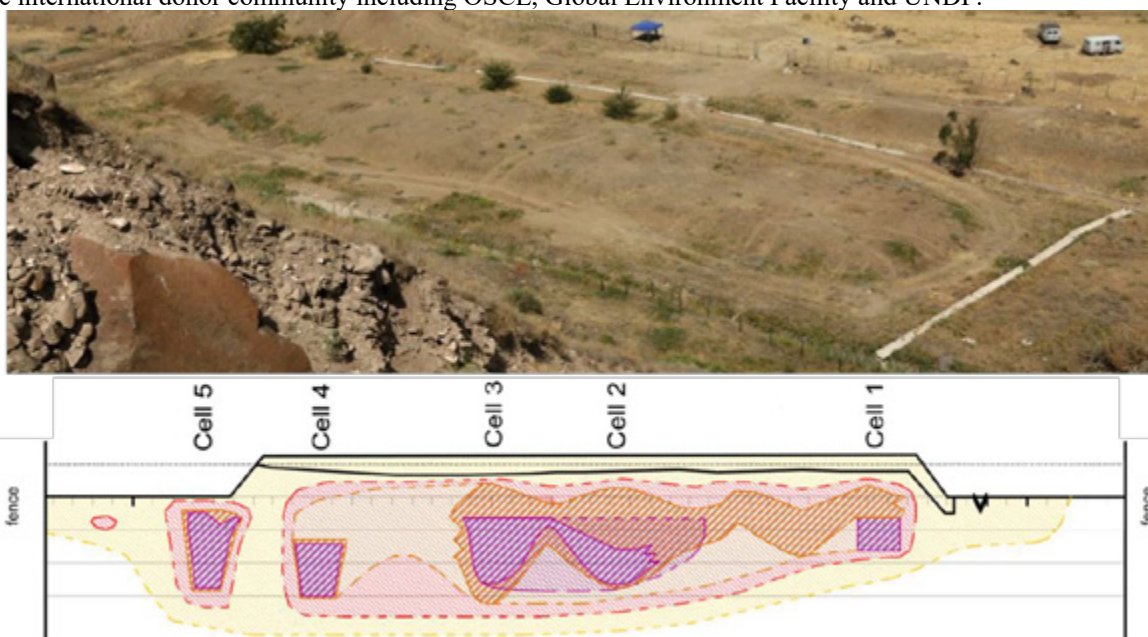 e international donor community including OSCE, Global Environment Facility and UNDP.
Cell 5
Cell 4
Cell 3
Cell 2
Cell 1
fence
fence